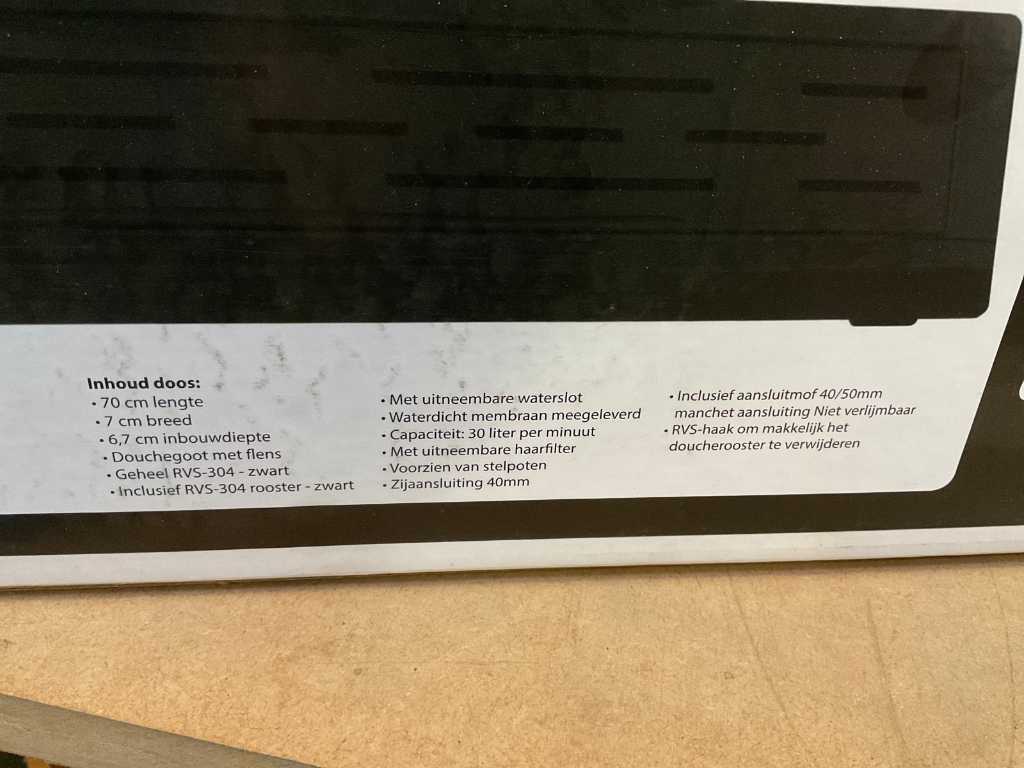 Inhoud doos:
• 70 cm lengte
• 7 cm breed
• 6,7 cm inbouwdiepte
• Douchegoot met flens
• Geheel RVS-304 - zwart
• Inclusief RVS-304 rooster - zwart
• Met uitneembare waterslot
• Waterdicht membraan meegeleverd
• Capaciteit: 30 liter per minuut
• Met uitneembare haarfilter
• Voorzien van stelpoten
• Zijaansluiting 40mm
• Inclusief aansluitmof 40/50mm
manchet aansluiting Niet verlijmbaar
• RVS-haak om makkelijk het
doucherooster te verwijderen